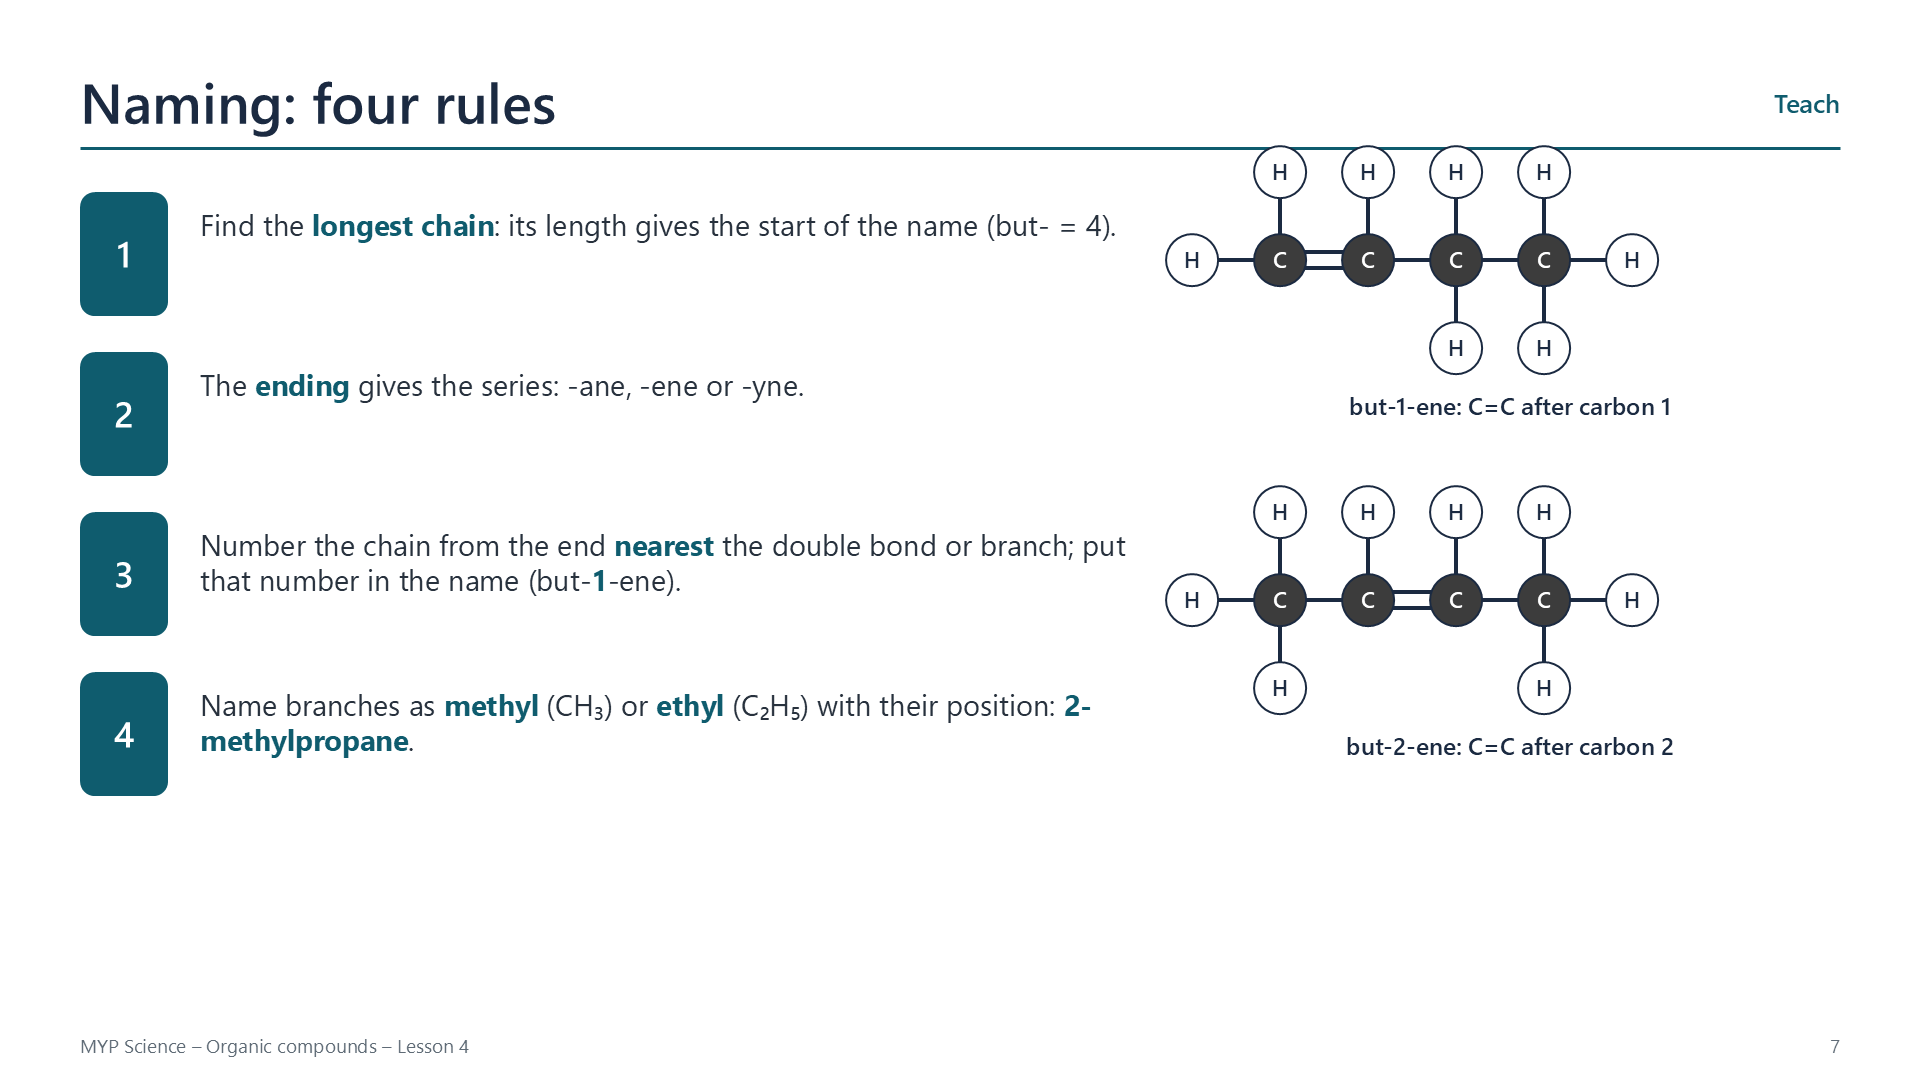 Naming: four rules
Teach
1
Find the longest chain: its length gives the start of the name (but- = 4).
2
The ending gives the series: -ane, -ene or -yne.
3
Number the chain from the end nearest the double bond or branch; put
that number in the name (but-1-ene).
4
Name branches as methyl (CH₃) or ethyl (C₂H₅) with their position: 2-
methylpropane.
H H H H
H C C C C H
H H
but-1-ene: C=C after carbon 1
H H H H
H C C C C H
H H
but-2-ene: C=C after carbon 2
MYP Science – Organic compounds – Lesson 4
7